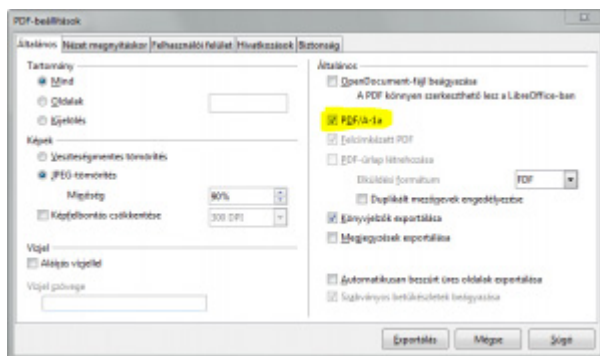 PDF-beállítások
Általános Nézet megnyitáskor Felhasználói felület Hivatkozások Biztonság
Tartomány
Mind
Oldalak
Kijelölés
Képek
Veszteségmentes tömörítés
JPEG-tömörítés
Minőség 90%
Képfelbontás csökkentése 300 DPI
Vízjel
Aláírás vízjellel
Vízjel szövege
Általános
OpenDocument-fájl beágyazása
A PDF könnyen szerkeszthető lesz a LibreOffice-ban
PDF/A-1a
Felcímkézett PDF
PDF-űrlap létrehozása
Elküldési formátum FDF
Duplikált mezőnevek engedélyezése
Könyvjelzők exportálása
Megjegyzések exportálása
Automatikusan beszúrt üres oldalak exportálása
Szabványos betűkészletek beágyazása
Exportálás Mégse Súgó